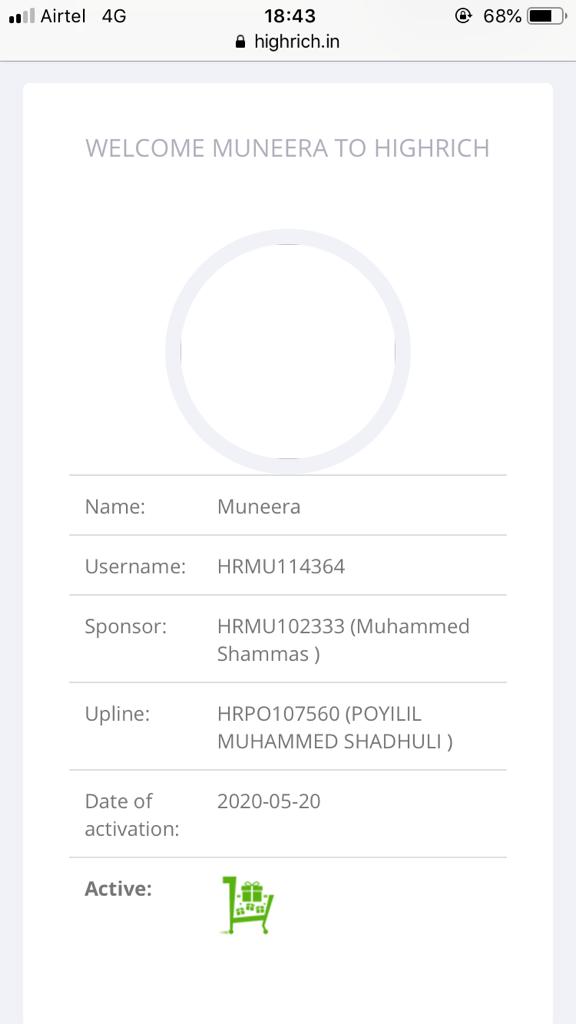 Airtel 4G 18:43 68%
highrich.in
WELCOME MUNEERA TO HIGHRICH
Name: Muneera
Username: HRMU114364
Sponsor: HRMU102333 (Muhammed
Shammas )
Upline: HRPO107560 (POYILIL
MUHAMMED SHADHULI )
Date of 2020-05-20
activation:
Active: